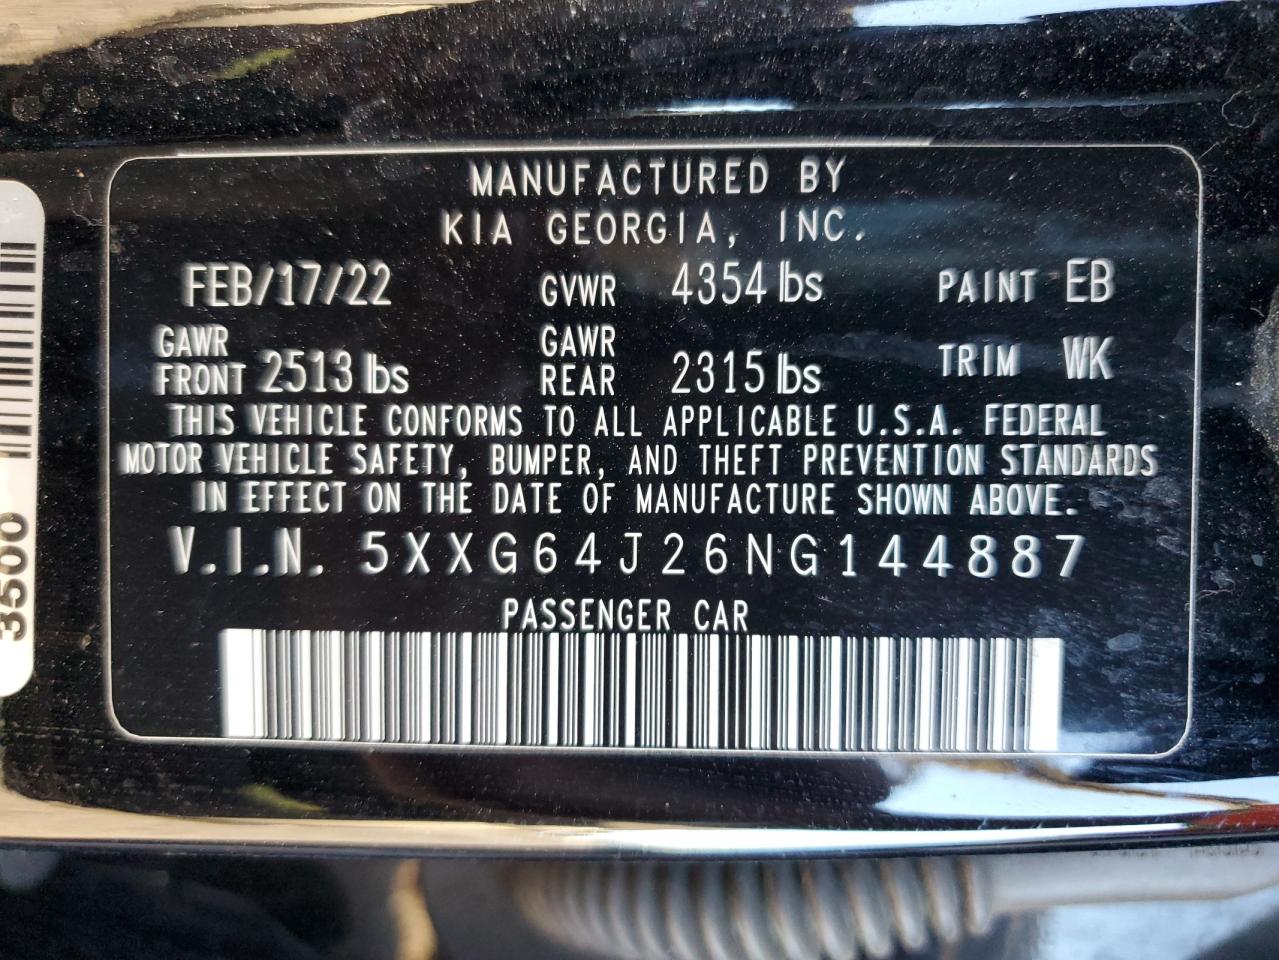 MANUFACTURED BY
KIA GEORGIA, INC.
FEB/17/22 GVWR 4354 lbs PAINT EB
GAWR FRONT 2513 lbs GAWR REAR 2315 lbs TRIM WK
THIS VEHICLE CONFORMS TO ALL APPLICABLE U.S.A. FEDERAL
MOTOR VEHICLE SAFETY, BUMPER, AND THEFT PREVENTION STANDARDS
IN EFFECT ON THE DATE OF MANUFACTURE SHOWN ABOVE.
V.I.N. 5XXG64J26NG144887
PASSENGER CAR
3500